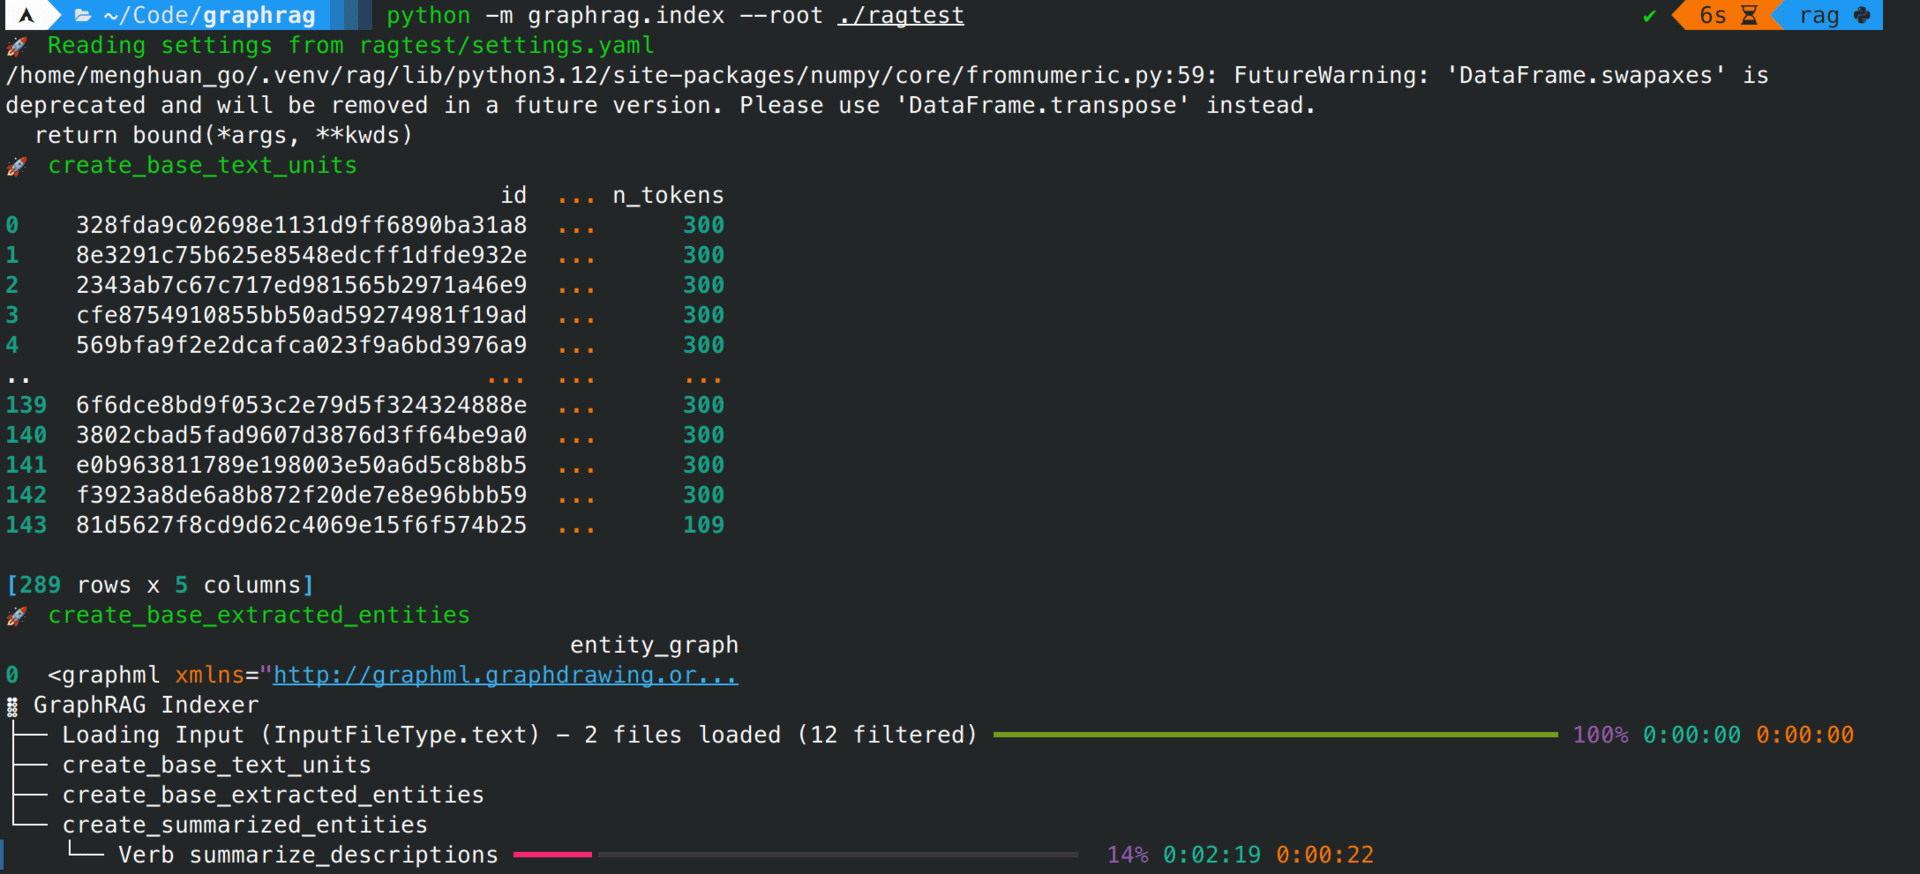 ~/Code/graphrag python -m graphrag.index --root ./ragtest ✔ 6s rag
🚀 Reading settings from ragtest/settings.yaml
/home/menghuan_go/.venv/rag/lib/python3.12/site-packages/numpy/core/fromnumeric.py:59: FutureWarning: 'DataFrame.swapaxes' is
deprecated and will be removed in a future version. Please use 'DataFrame.transpose' instead.
return bound(*args, **kwds)
🚀 create_base_text_units
id ... n_tokens
0 328fda9c02698e1131d9ff6890ba31a8 ... 300
1 8e3291c75b625e8548edcff1dfde932e ... 300
2 2343ab7c67c717ed981565b2971a46e9 ... 300
3 cfe8754910855bb50ad59274981f19ad ... 300
4 569bfa9f2e2dcafca023f9a6bd3976a9 ... 300
.. ... ... ...
139 6f6dce8bd9f053c2e79d5f324324888e ... 300
140 3802cbad5fad9607d3876d3ff64be9a0 ... 300
141 e0b963811789e198003e50a6d5c8b8b5 ... 300
142 f3923a8de6a8b872f20de7e8e96bbb59 ... 300
143 81d5627f8cd9d62c4069e15f6f574b25 ... 109
[289 rows x 5 columns]
🚀 create_base_extracted_entities
entity_graph
0 <graphml xmlns="http://graphml.graphdrawing.or...
GraphRAG Indexer
├── Loading Input (InputFileType.text) - 2 files loaded (12 filtered) 100% 0:00:00 0:00:00
├── create_base_text_units
├── create_base_extracted_entities
└── create_summarized_entities
└── Verb summarize_descriptions 14% 0:02:19 0:00:22